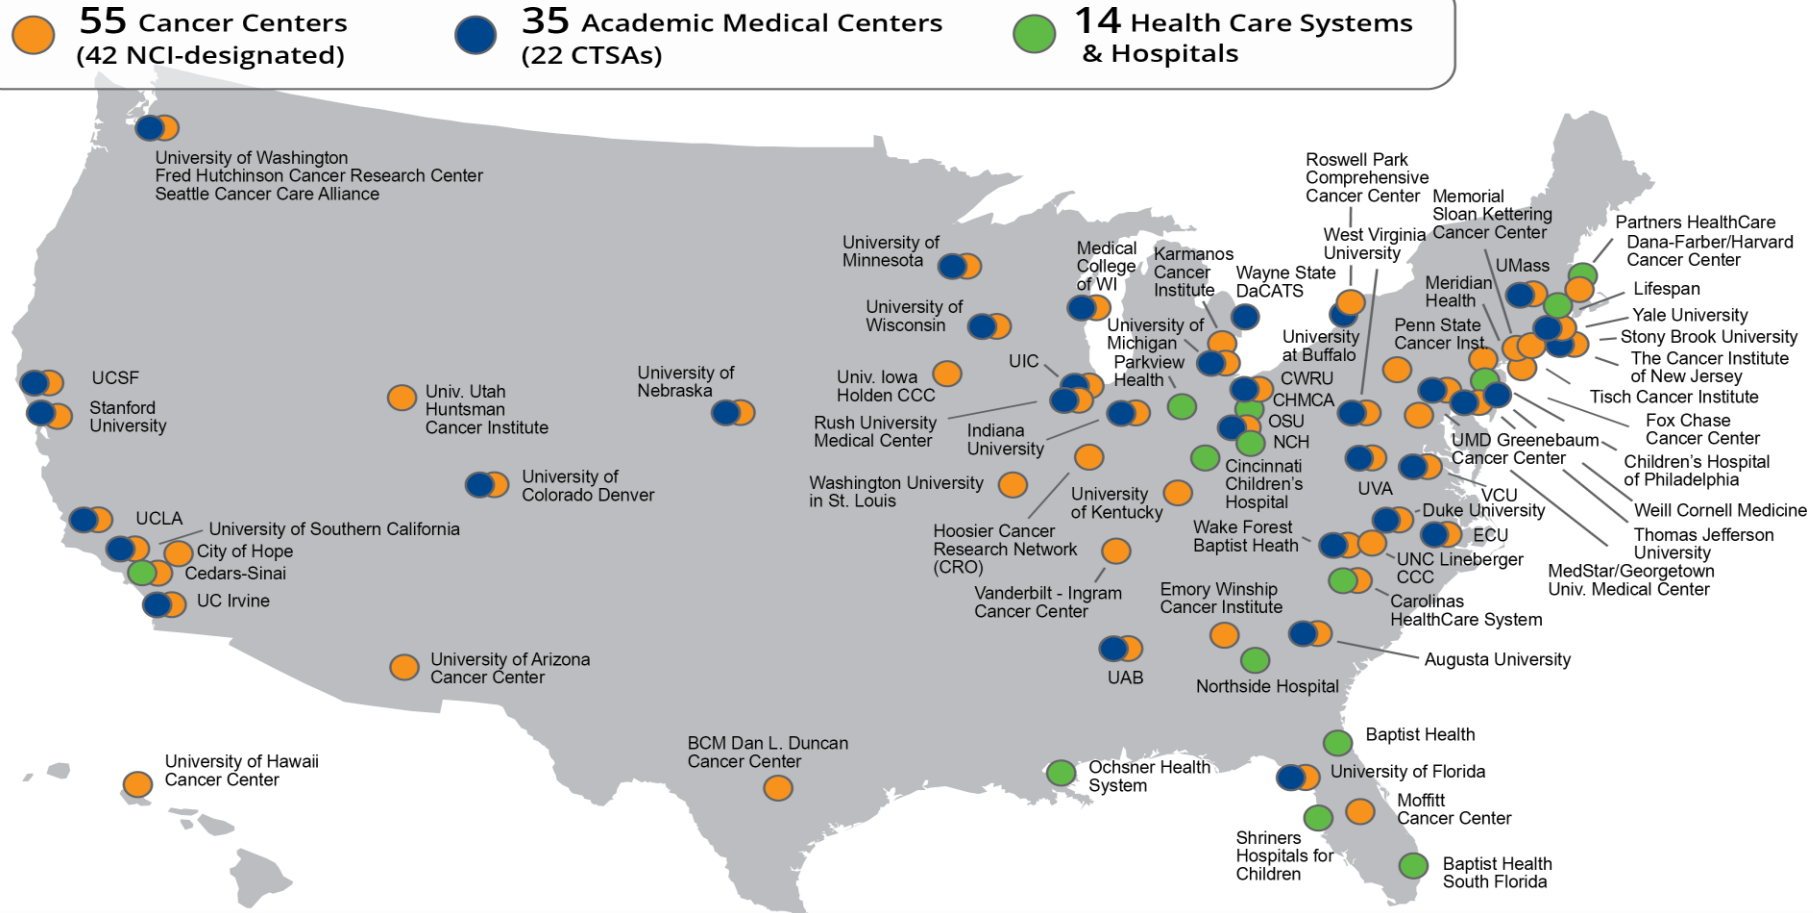 55 Cancer Centers
(42 NCI-designated)
35 Academic Medical Centers
(22 CTSAs)
14 Health Care Systems
& Hospitals
University of Washington
Fred Hutchinson Cancer Research Center
Seattle Cancer Care Alliance
UCSF
Stanford
University
Univ. Utah
Huntsman
Cancer Institute
University of
Colorado Denver
UCLA
University of Southern California
City of Hope
Cedars-Sinai
UC Irvine
University of Arizona
Cancer Center
University of Hawaii
Cancer Center
University of
Nebraska
BCM Dan L. Duncan
Cancer Center
University of
Minnesota
University of
Wisconsin
Univ. Iowa
Holden CCC
Rush University
Medical Center
Washington University
in St. Louis
UIC
Indiana
University
Medical
College
of WI
Karmanos
Cancer
Institute
Wayne State
DaCATS
University of
Michigan
Parkview
Health
Hoosier Cancer
Research Network
(CRO)
University
of Kentucky
Vanderbilt - Ingram
Cancer Center
UAB
Emory Winship
Cancer Institute
Northside Hospital
Ochsner Health
System
CWRU
CHMCA
OSU
NCH
Cincinnati
Children's
Hospital
Roswell Park
Comprehensive
Cancer Center
West Virginia
University
University
at Buffalo
Memorial
Sloan Kettering
Cancer Center
Meridian
Health
UMass
Penn State
Cancer Inst.
Partners HealthCare
Dana-Farber/Harvard
Cancer Center
Lifespan
Yale University
Stony Brook University
The Cancer Institute
of New Jersey
Tisch Cancer Institute
Fox Chase
Cancer Center
Children's Hospital
of Philadelphia
Weill Cornell Medicine
Thomas Jefferson
University
MedStar/Georgetown
Univ. Medical Center
UMD Greenebaum
Cancer Center
UVA
VCU
Duke University
ECU
Wake Forest
Baptist Heath
UNC Lineberger
CCC
Carolinas
HealthCare System
Augusta University
Baptist Health
University of Florida
Moffitt
Cancer Center
Shriners
Hospitals for
Children
Baptist Health
South Florida